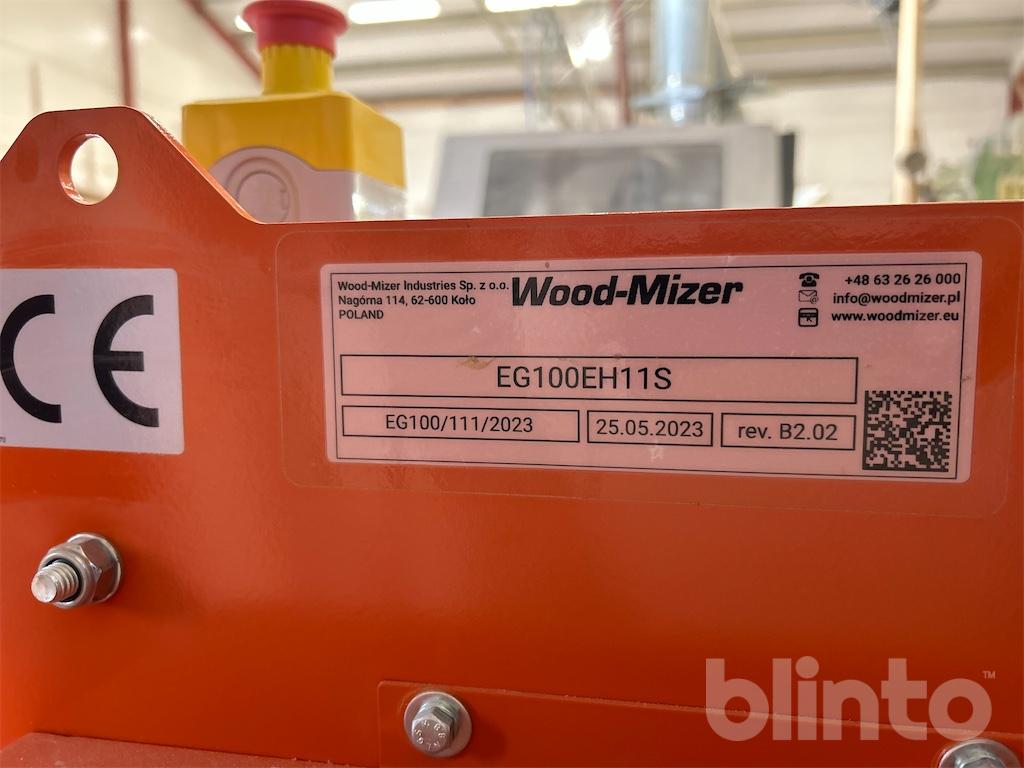 Wood-Mizer Industries Sp. z o.o.
Nagórna 114, 62-600 Koło
POLAND
Wood-Mizer
+48 63 26 26 000
info@woodmizer.pl
www.woodmizer.eu
CE
EG100EH11S
EG100/111/2023
25.05.2023
rev. B2.02
blinto™